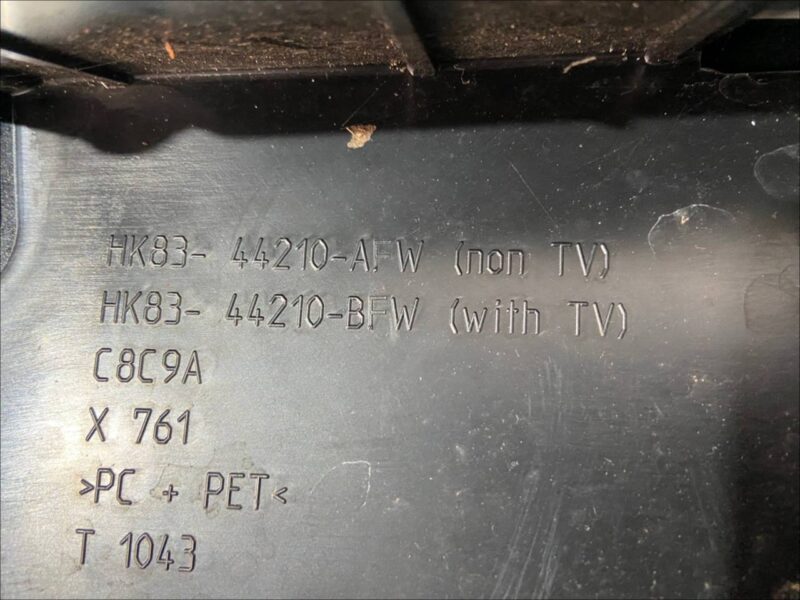 HK83- 44210-AFW (non TV)
HK83- 44210-BFW (with TV)
C8C9A
X 761
>PC + PET<
T 1043